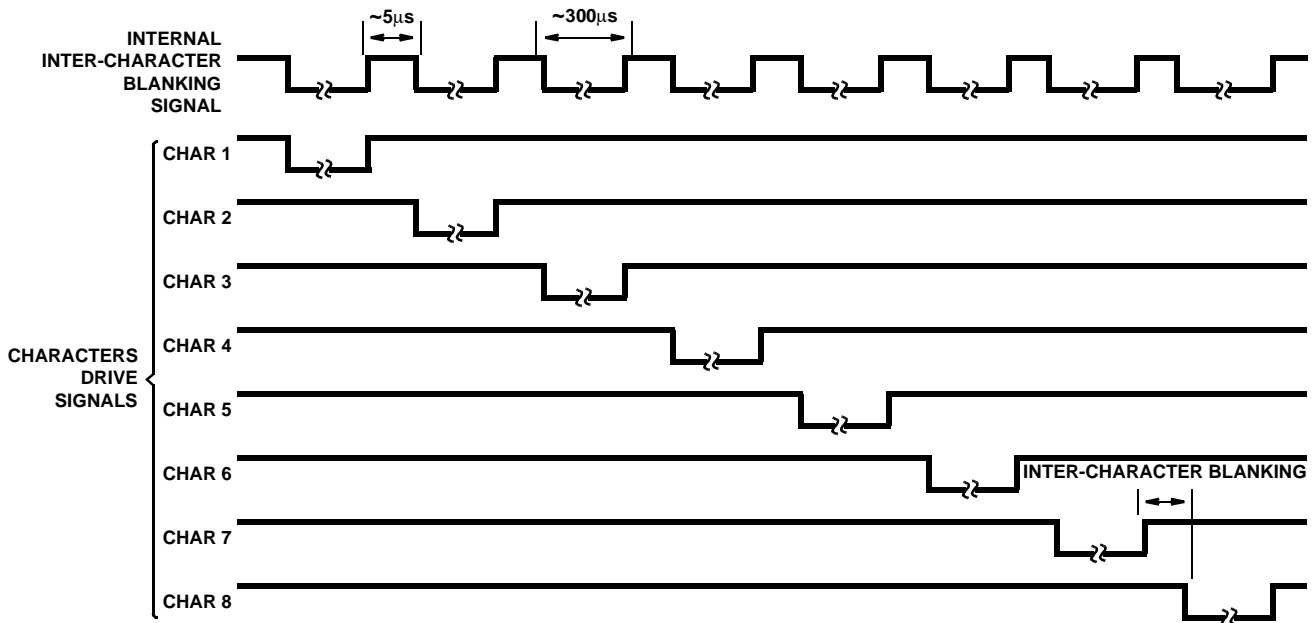 ~5μs
~300μs
INTERNAL
INTER-CHARACTER
BLANKING
SIGNAL
CHAR 1
CHAR 2
CHAR 3
CHAR 4
CHARACTERS
DRIVE
SIGNALS
CHAR 5
CHAR 6
INTER-CHARACTER BLANKING
CHAR 7
CHAR 8